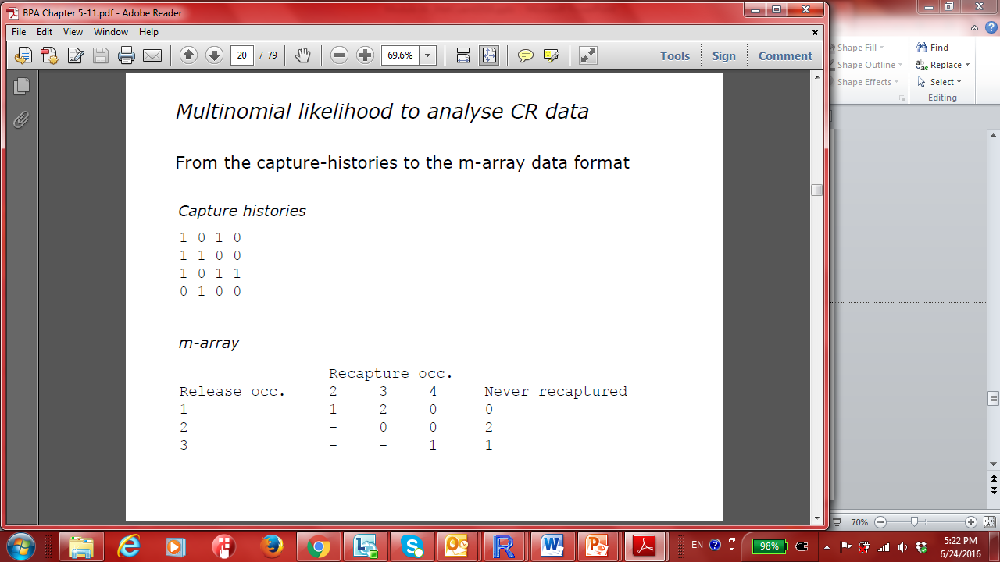 BPA Chapter 5-11.pdf - Adobe Reader
File Edit View Window Help
20 / 79 69.6% Tools Sign Comment
Shape Fill Find
Shape Outline Replace
Shape Effects Select
Editing
Multinomial likelihood to analyse CR data
From the capture-histories to the m-array data format
Capture histories
1 0 1 0
1 1 0 0
1 0 1 1
0 1 0 0
m-array
Recapture occ.
Release occ. 2 3 4 Never recaptured
1 1 2 0 0
2 - 0 0 2
3 - - 1 1
70%
EN 98% 5:22 PM
6/24/2016